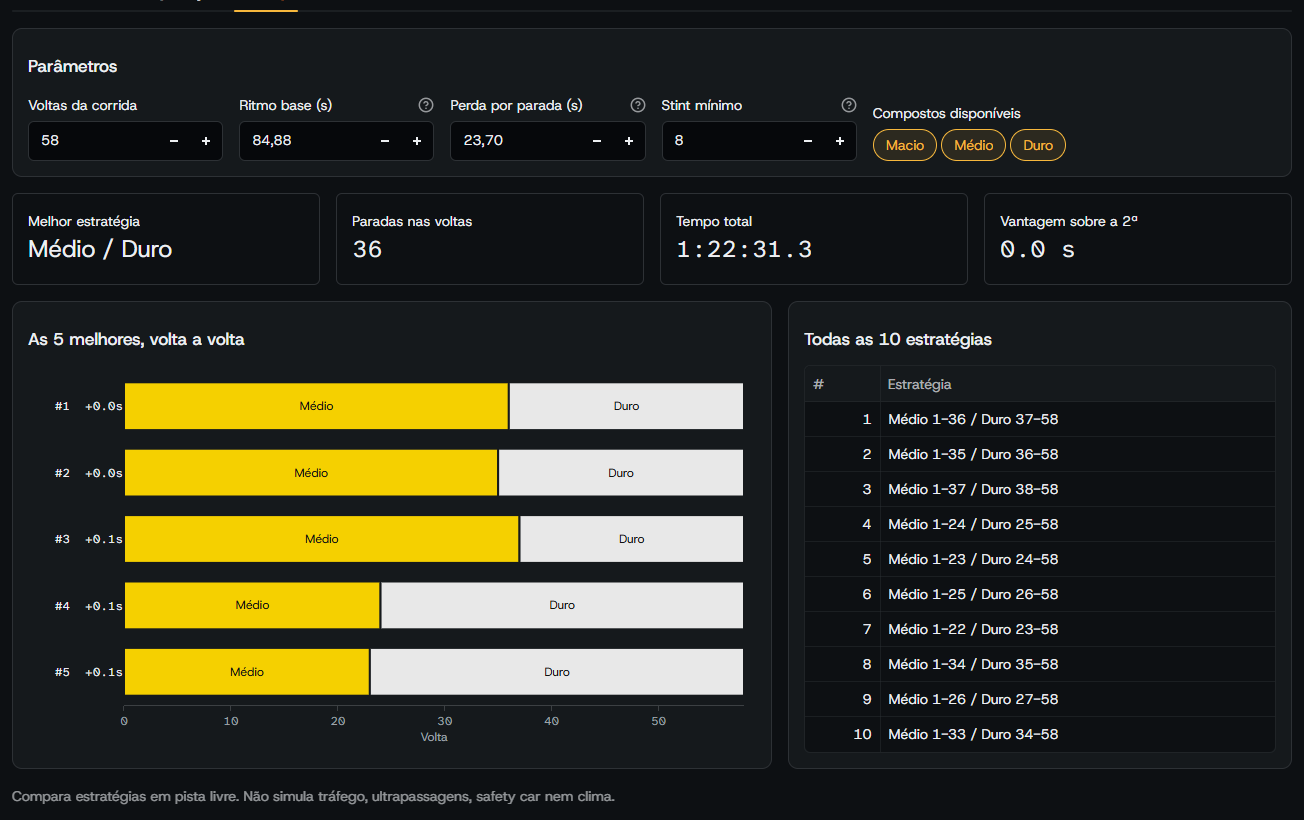 Parâmetros
Voltas da corrida
Ritmo base (s)
Perda por parada (s)
Stint mínimo
Compostos disponíveis
58 − +
84,88 − +
23,70 − +
8 − +
Macio Médio Duro
Melhor estratégia
Médio / Duro
Paradas nas voltas
36
Tempo total
1:22:31.3
Vantagem sobre a 2ª
0.0 s
As 5 melhores, volta a volta
#1 +0.0s Médio Duro
#2 +0.0s Médio Duro
#3 +0.1s Médio Duro
#4 +0.1s Médio Duro
#5 +0.1s Médio Duro
0 10 20 30 40 50
Volta
Todas as 10 estratégias
# Estratégia
1 Médio 1–36 / Duro 37–58
2 Médio 1–35 / Duro 36–58
3 Médio 1–37 / Duro 38–58
4 Médio 1–24 / Duro 25–58
5 Médio 1–23 / Duro 24–58
6 Médio 1–25 / Duro 26–58
7 Médio 1–22 / Duro 23–58
8 Médio 1–34 / Duro 35–58
9 Médio 1–26 / Duro 27–58
10 Médio 1–33 / Duro 34–58
Compara estratégias em pista livre. Não simula tráfego, ultrapassagens, safety car nem clima.